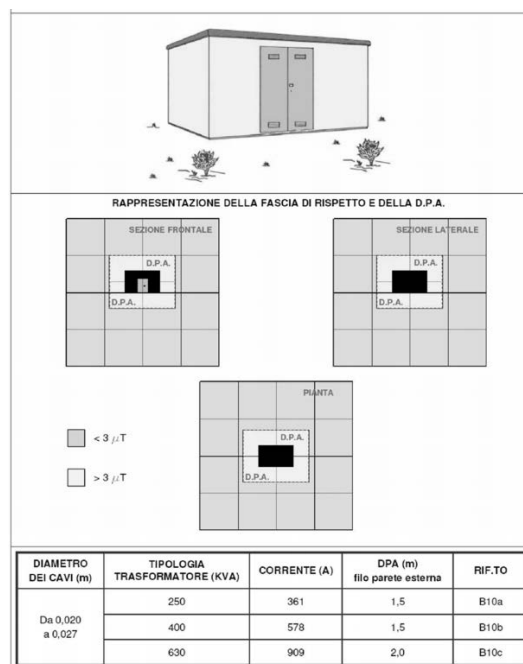 RAPPRESENTAZIONE DELLA FASCIA DI RISPETTO E DELLA D.P.A.
SEZIONE FRONTALE
D.P.A.
D.P.A.
SEZIONE LATERALE
D.P.A.
D.P.A.
PIANTA
D.P.A.
D.P.A.
< 3 μT
> 3 μT
DIAMETRO DEI CAVI (m) TIPOLOGIA TRASFORMATORE (KVA) CORRENTE (A) DPA (m) filo parete esterna RIF.TO
Da 0,020 a 0,027
250 361 1,5 B10a
400 578 1,5 B10b
630 909 2,0 B10c